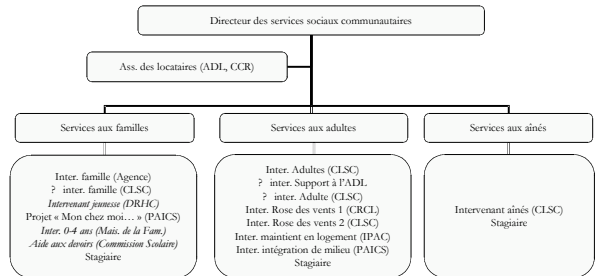 Directeur des services sociaux communautaires
Ass. des locataires (ADL, CCR)
Services aux familles
Services aux adultes
Services aux aînés
Inter. famille (Agence)
? inter. famille (CLSC)
Intervenant jeunesse (DRHC)
Projet « Mon chez moi… » (PAICS)
Inter. 0-4 ans (Mais. de la Fam.)
Aide aux devoirs (Commission Scolaire)
Stagiaire
Inter. Adultes (CLSC)
? inter. Support à l'ADL
? inter. Adulte (CLSC)
Inter. Rose des vents 1 (CRCL)
Inter. Rose des vents 2 (CLSC)
Inter. maintient en logement (IPAC)
Inter. intégration de milieu (PAICS)
Stagiaire
Intervenant aînés (CLSC)
Stagiaire